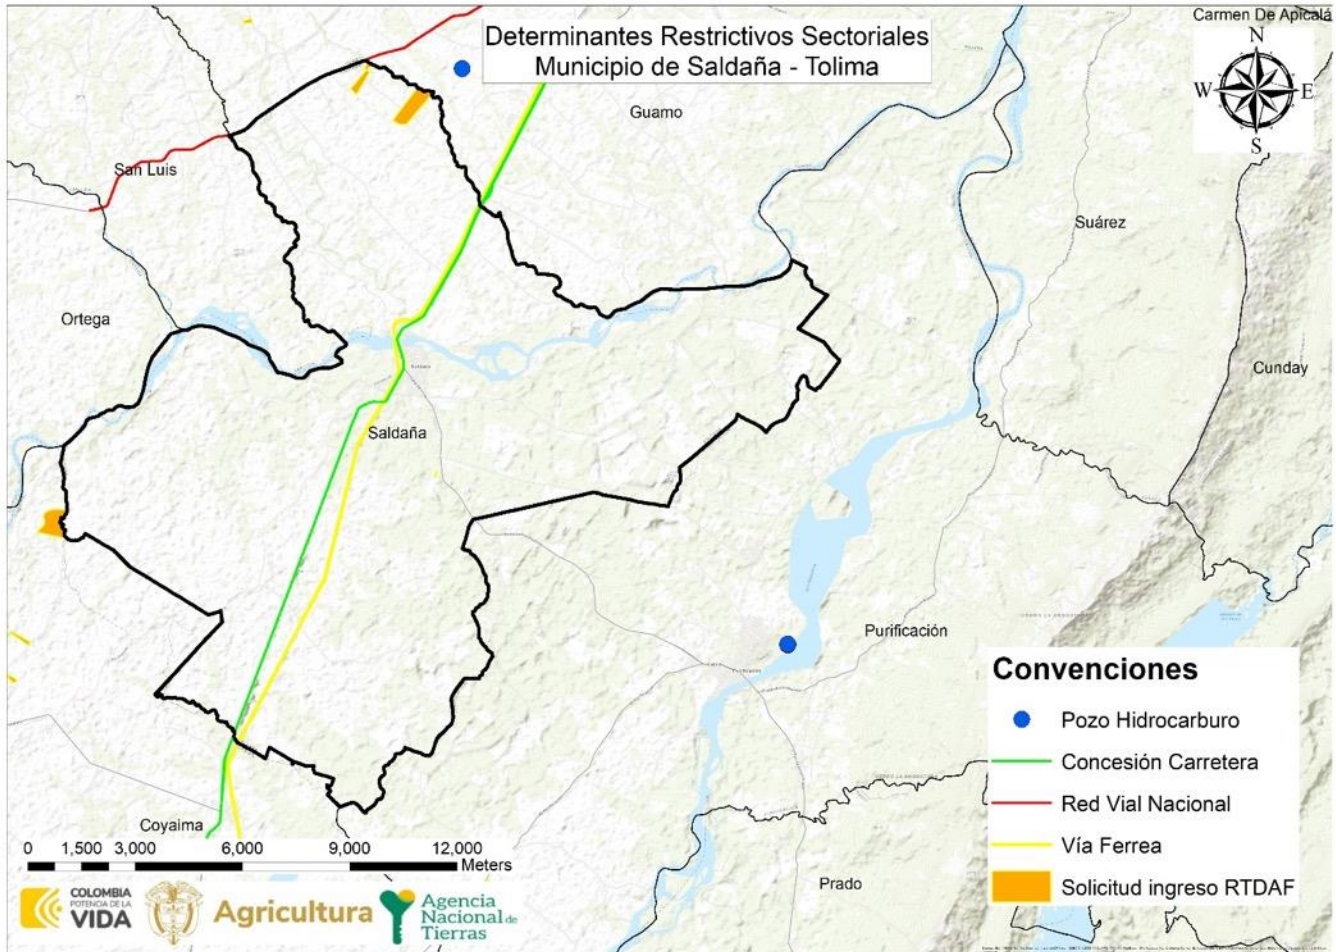 Carmen De Apicalá
Determinantes Restrictivos Sectoriales
Municipio de Saldaña - Tolima
N
W
E
S
Guamo
San Luis
Suárez
Ortega
Cunday
Saldaña
Purificación
Coyaima
Prado
Convenciones
Pozo Hidrocarburo
Concesión Carretera
Red Vial Nacional
Vía Ferrea
Solicitud ingreso RTDAF
0 1,500 3,000 6,000 9,000 12,000
Meters
COLOMBIA
POTENCIA DE LA
VIDA
Agricultura
Agencia
Nacional de
Tierras